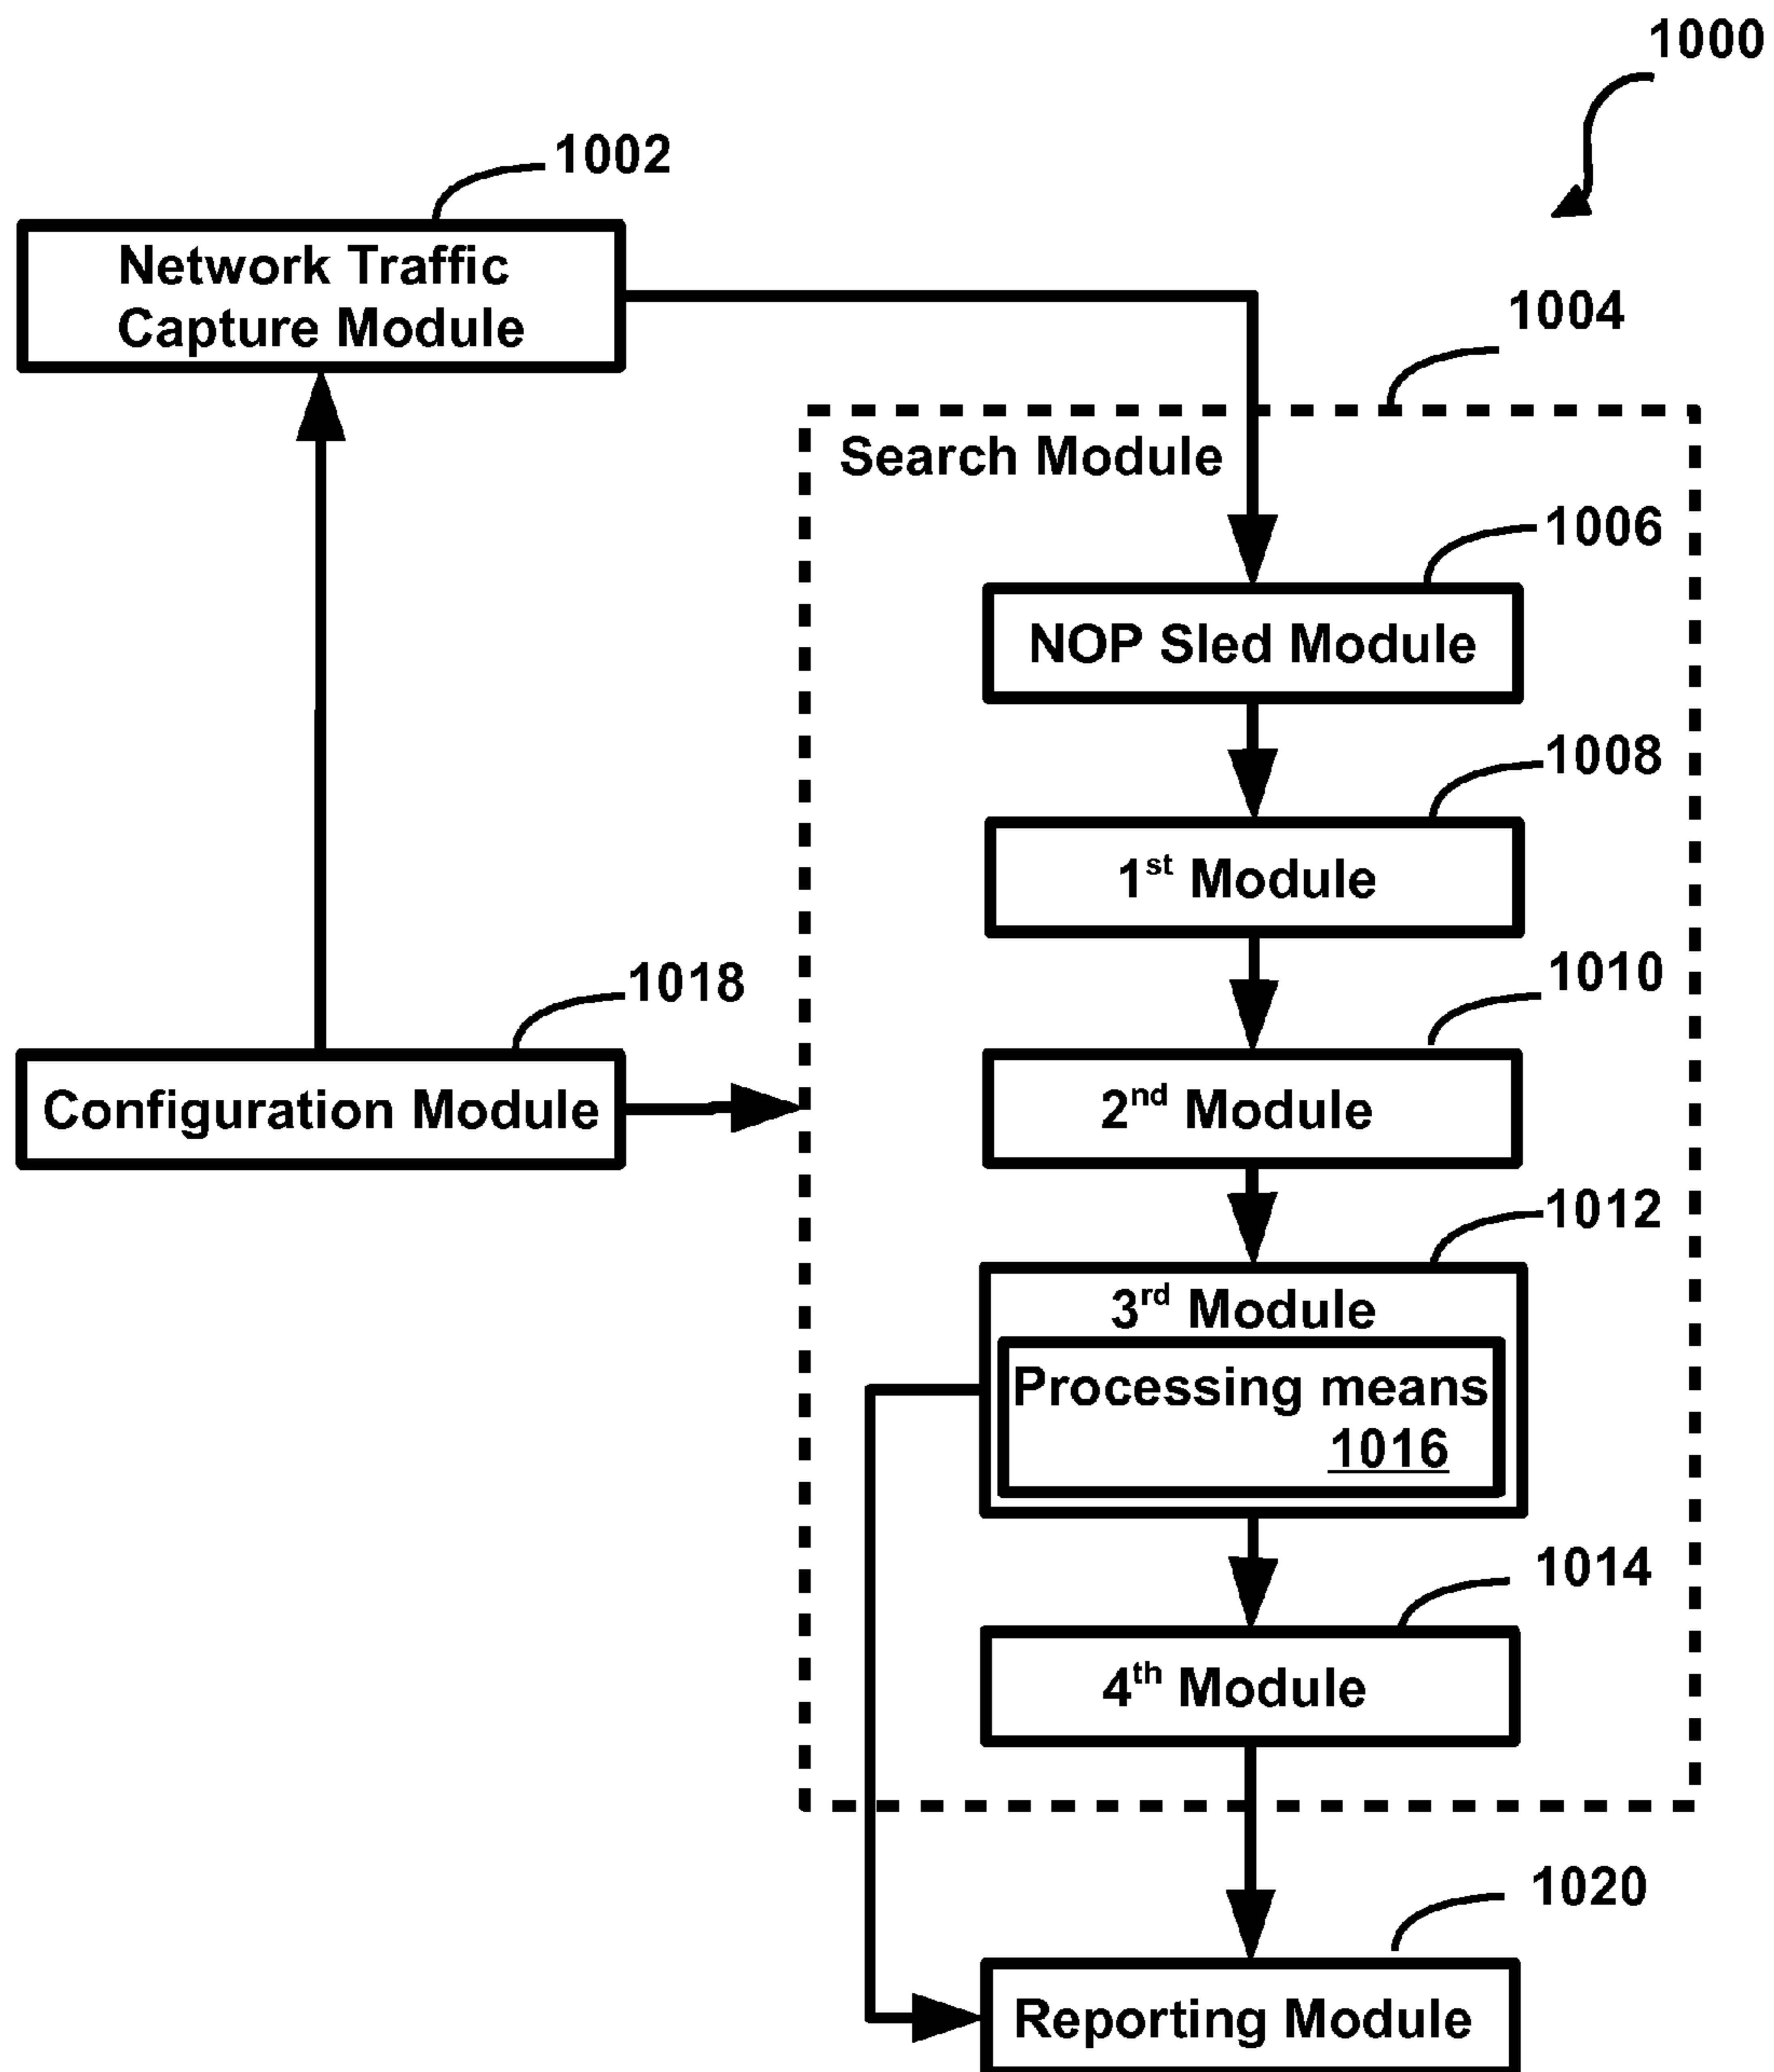 1000
1002
Network Traffic
Capture Module
1004
Search Module
1006
NOP Sled Module
1008
1st Module
1010
1018
Configuration Module
2nd Module
1012
3rd Module
Processing means
1016
1014
4th Module
1020
Reporting Module